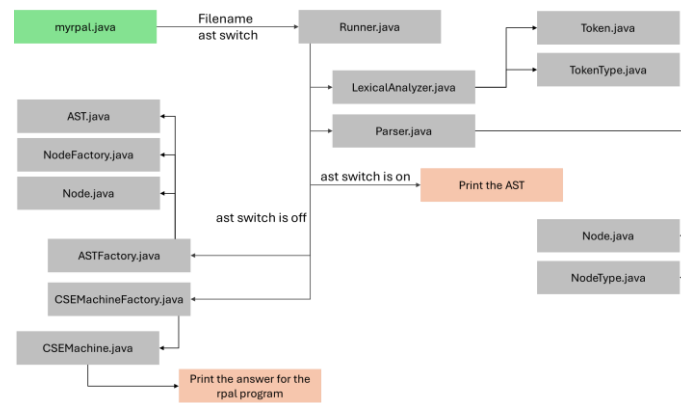 myrpal.java
Filename
ast switch
Runner.java
Token.java
TokenType.java
LexicalAnalyzer.java
Parser.java
AST.java
NodeFactory.java
Node.java
ast switch is on
Print the AST
ast switch is off
ASTFactory.java
Node.java
NodeType.java
CSEMachineFactory.java
CSEMachine.java
Print the answer for the
rpal program